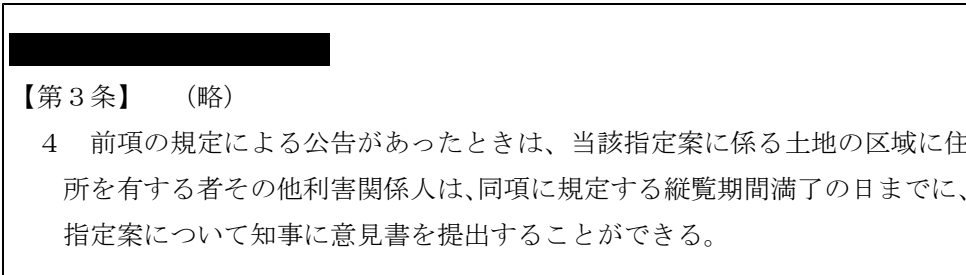 【第３条】　（略）
４　前項の規定による公告があったときは、当該指定案に係る土地の区域に住
所を有する者その他利害関係人は、同項に規定する縦覧期間満了の日までに、
指定案について知事に意見書を提出することができる。